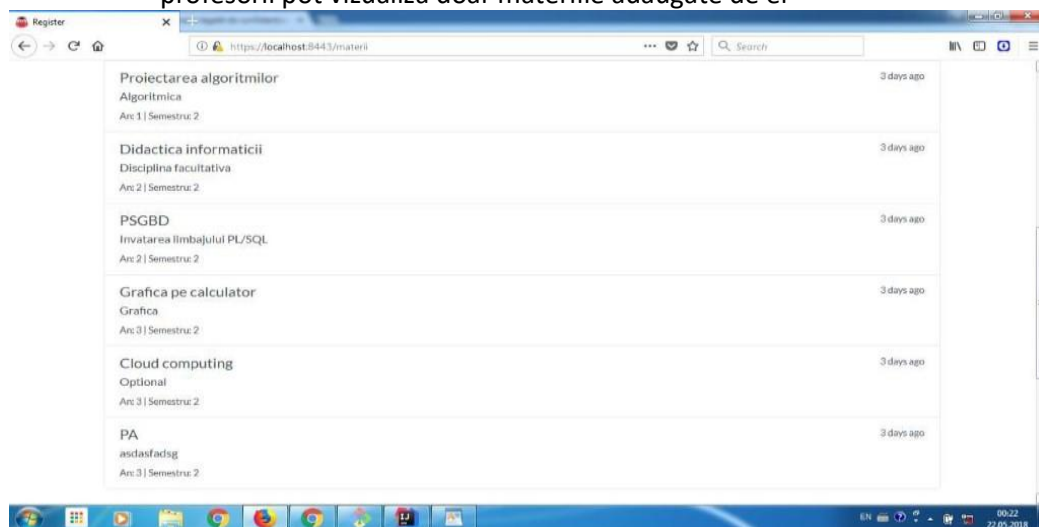 profesorii pot vizualiza doar materiile adaugate de ei
Register
https://localhost:8443/materii
Search
Proiectarea algoritmilor
3 days ago
Algoritmica
An: 1 | Semestru: 2
Didactica informaticii
3 days ago
Disciplina facultativa
An: 2 | Semestru: 2
PSGBD
3 days ago
Invatarea limbajului PL/SQL
An: 2 | Semestru: 2
Grafica pe calculator
3 days ago
Grafica
An: 3 | Semestru: 2
Cloud computing
3 days ago
Optional
An: 3 | Semestru: 2
PA
3 days ago
asdasfadsg
An: 3 | Semestru: 2
EN
00:22
22.05.2018